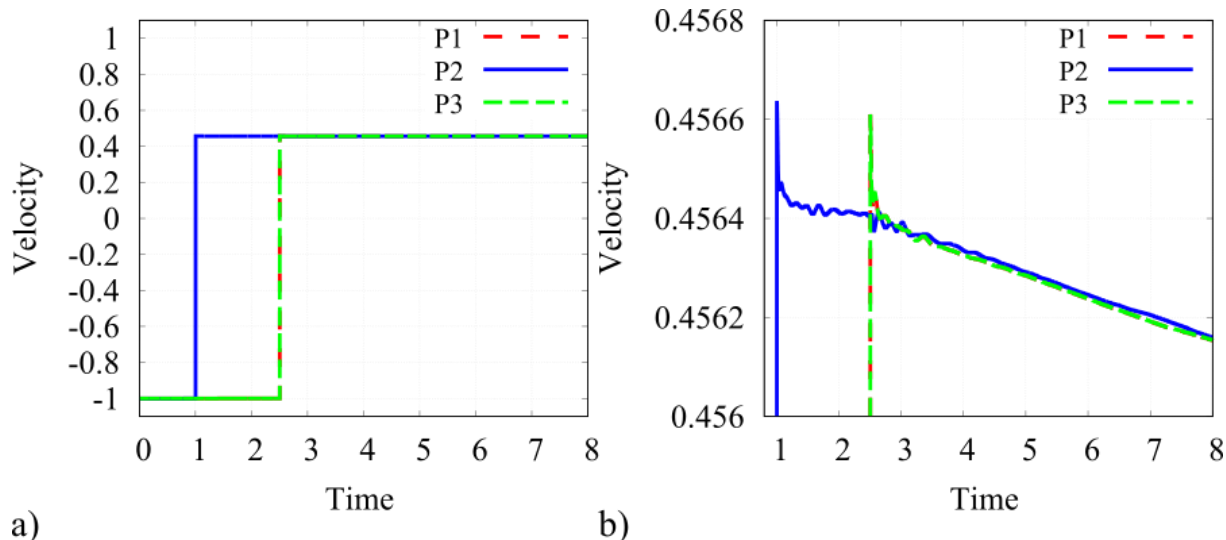 1
0.8
0.6
0.4
0.2
0
-0.2
-0.4
-0.6
-0.8
-1
Velocity
P1
P2
P3
0 1 2 3 4 5 6 7 8
Time
a)
0.4568
0.4566
0.4564
0.4562
0.456
Velocity
P1
P2
P3
1 2 3 4 5 6 7 8
Time
b)